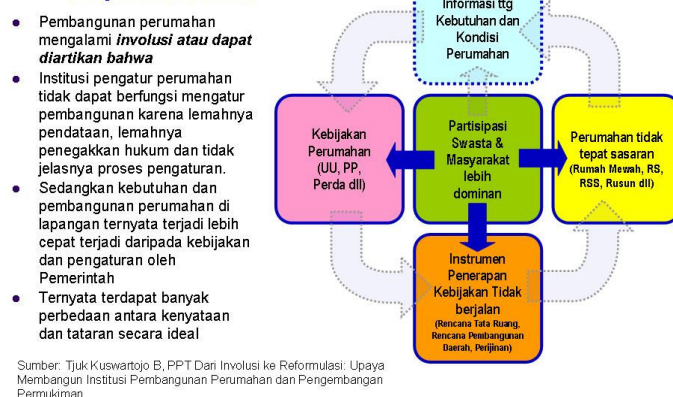 Pembangunan perumahan
mengalami involusi atau dapat
diartikan bahwa
Institusi pengatur perumahan
tidak dapat berfungsi mengatur
pembangunan karena lemahnya
pendataan, lemahnya
penegakkan hukum dan tidak
jelasnya proses pengaturan.
Sedangkan kebutuhan dan
pembangunan perumahan di
lapangan ternyata terjadi lebih
cepat terjadi daripada kebijakan
dan pengaturan oleh
Pemerintah
Ternyata terdapat banyak
perbedaan antara kenyataan
dan tataran secara ideal
Informasi ttg
Kebutuhan dan
Kondisi
Perumahan
Kebijakan
Perumahan
(UU, PP,
Perda dll)
Partisipasi
Swasta &
Masyarakat
lebih
dominan
Perumahan tidak
tepat sasaran
(Rumah Mewah, RS,
RSS, Rusun dll)
Instrumen
Penerapan
Kebijakan Tidak
berjalan
(Rencana Tata Ruang,
Rencana Pembangunan
Daerah, Perijinan)
Sumber: Tjuk Kuswartojo B, PPT Dari Involusi ke Reformulasi: Upaya
Membangun Institusi Pembangunan Perumahan dan Pengembangan
Permukiman